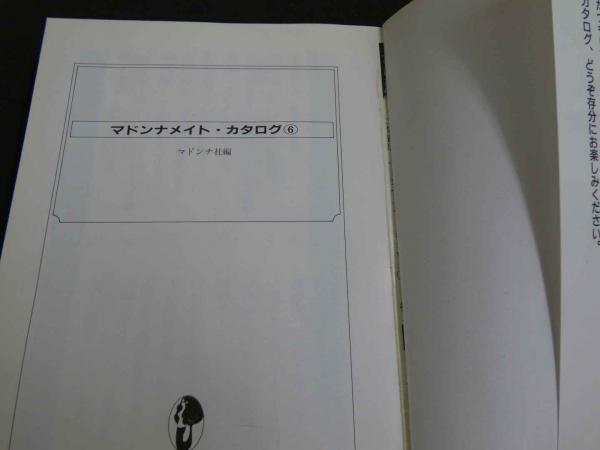 マドンナメイト・カタログ⑥
マドンナ社編
カタログ、どうぞ存分にお楽しみください。